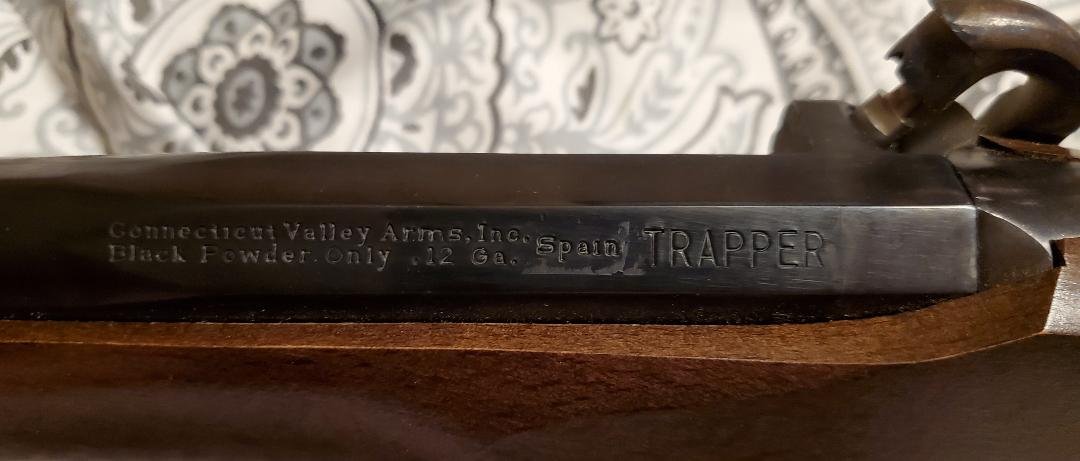 Connecticut Valley Arms, Inc. Spain TRAPPER
Black Powder Only .12 Ga.